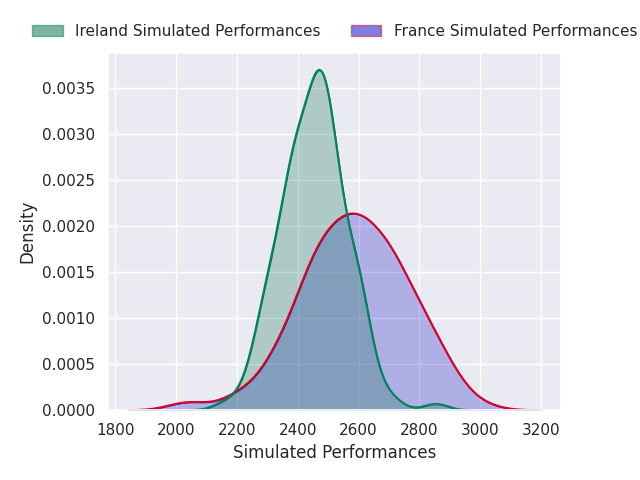 Ireland Simulated Performances France Simulated Performances
0.0035
0.0030
0.0025
0.0020
0.0015
0.0010
0.0005
0.0000
Density
1800 2000 2200 2400 2600 2800 3000 3200
Simulated Performances